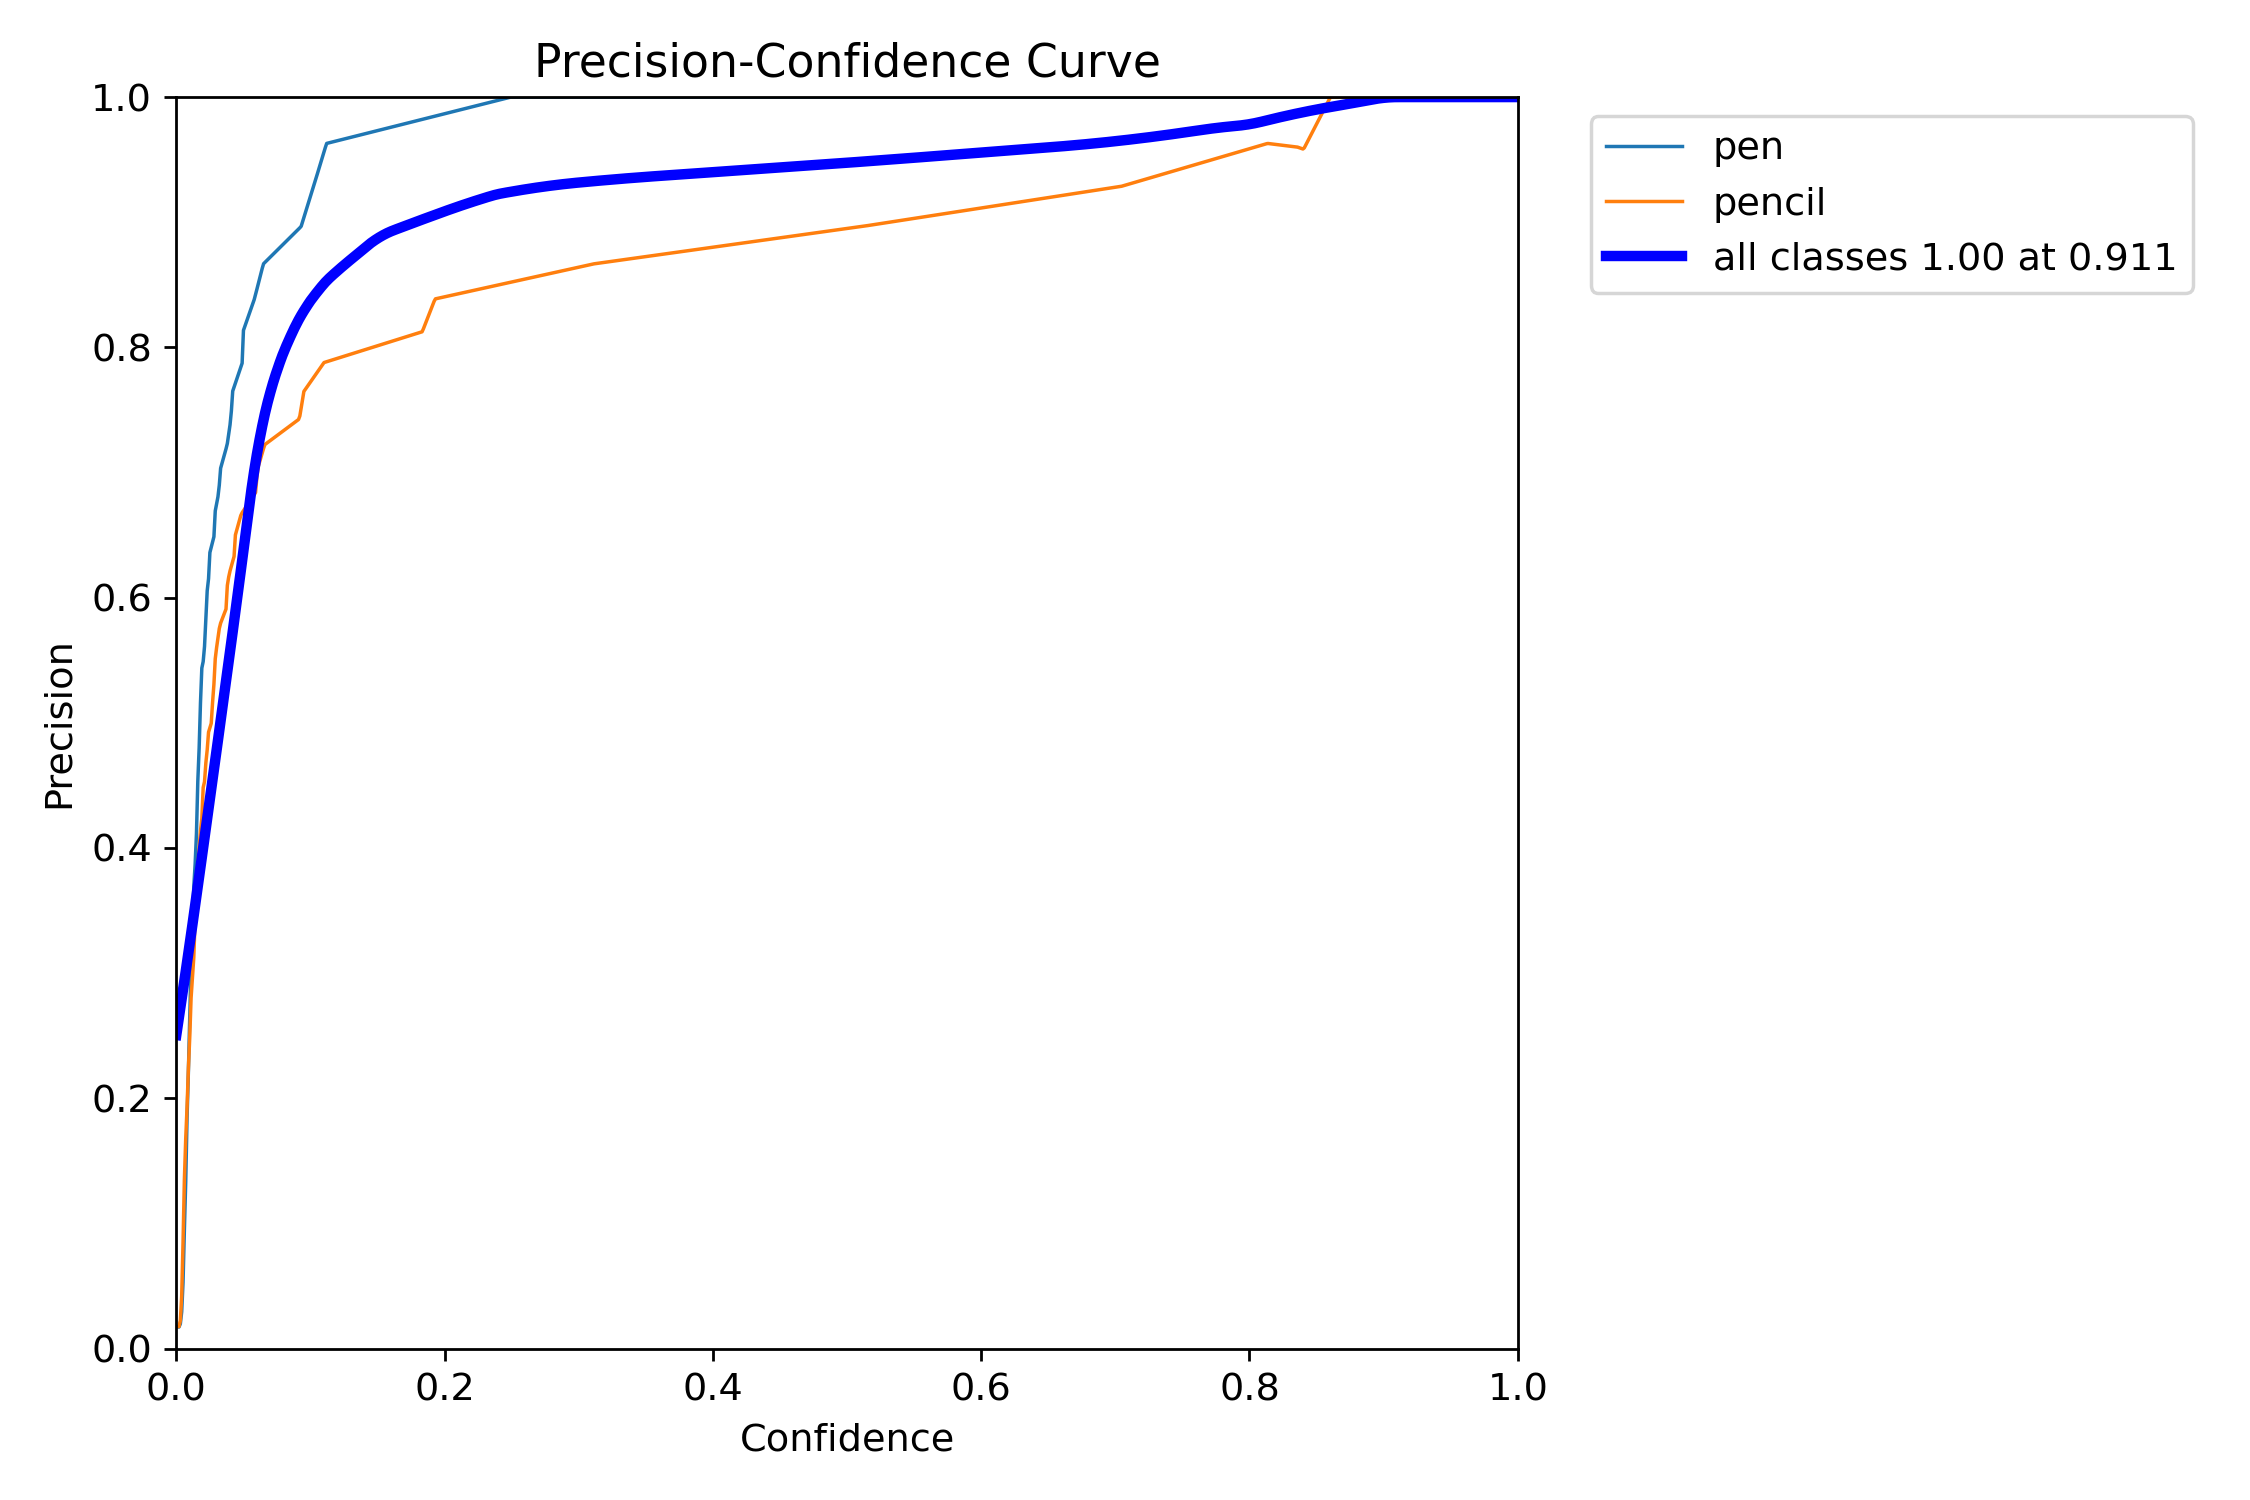 Precision-Confidence Curve
1.0
0.8
0.6
0.4
0.2
0.0
Precision
0.0 0.2 0.4 0.6 0.8 1.0
Confidence
pen
pencil
all classes 1.00 at 0.911